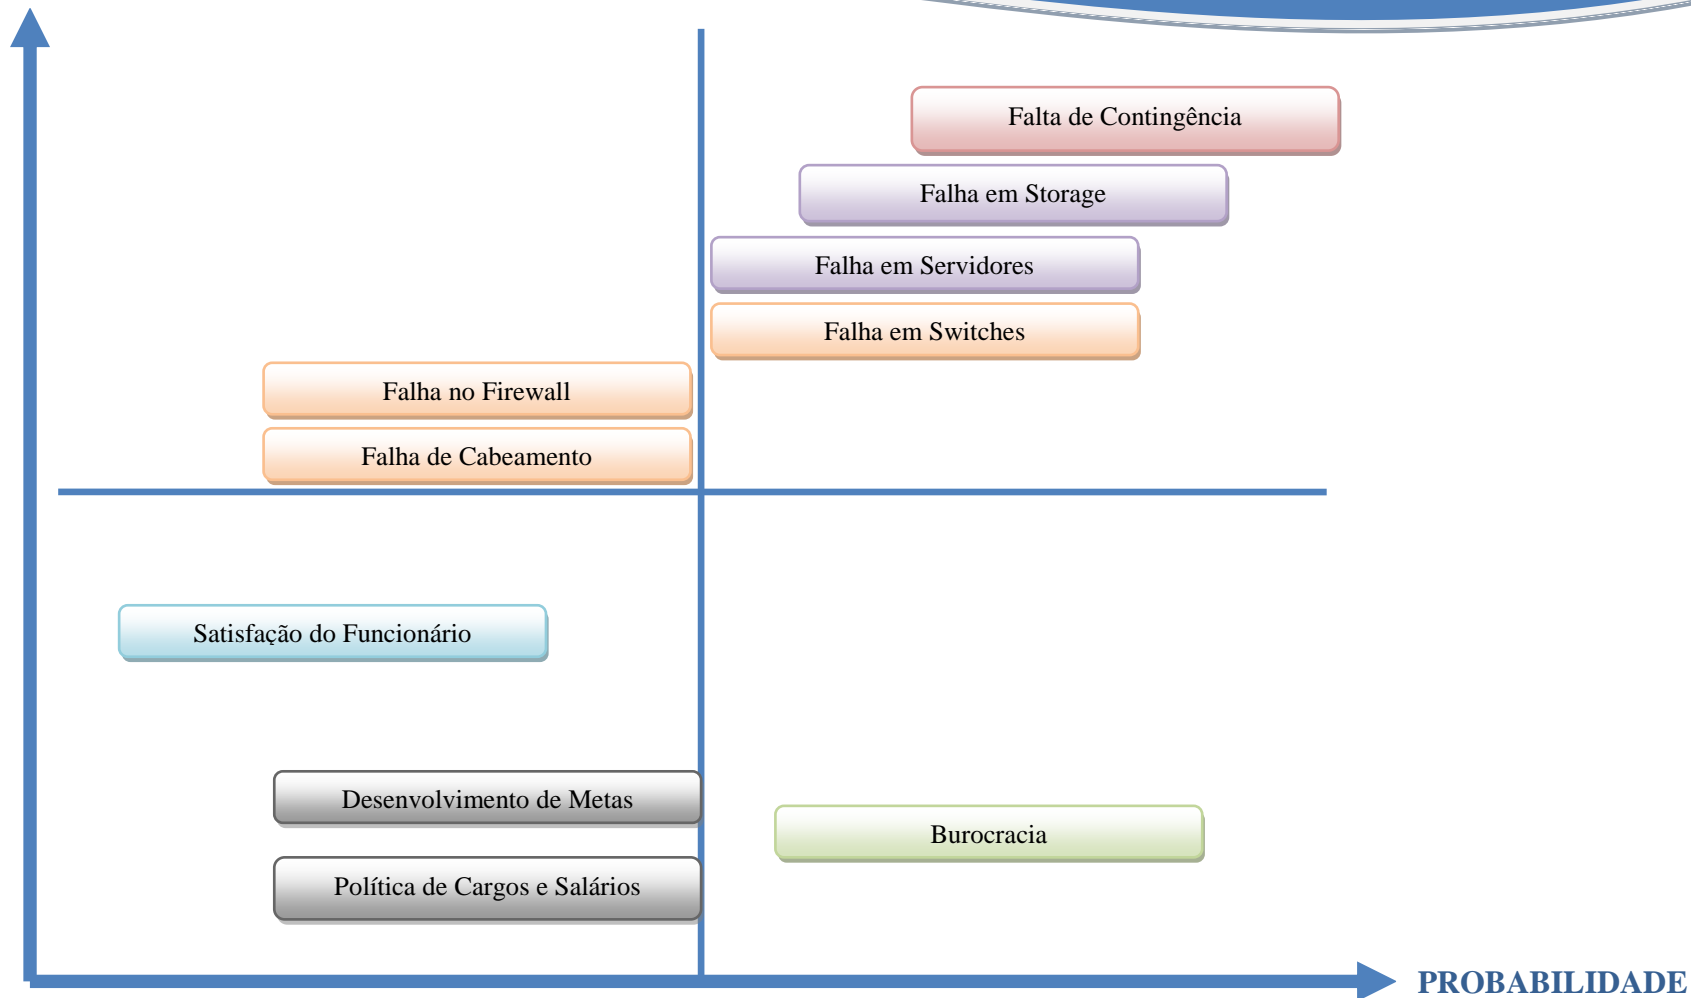 Falta de Contingência
Falha em Storage
Falha em Servidores
Falha em Switches
Falha no Firewall
Falha de Cabeamento
Satisfação do Funcionário
Desenvolvimento de Metas
Burocracia
Política de Cargos e Salários
PROBABILIDADE